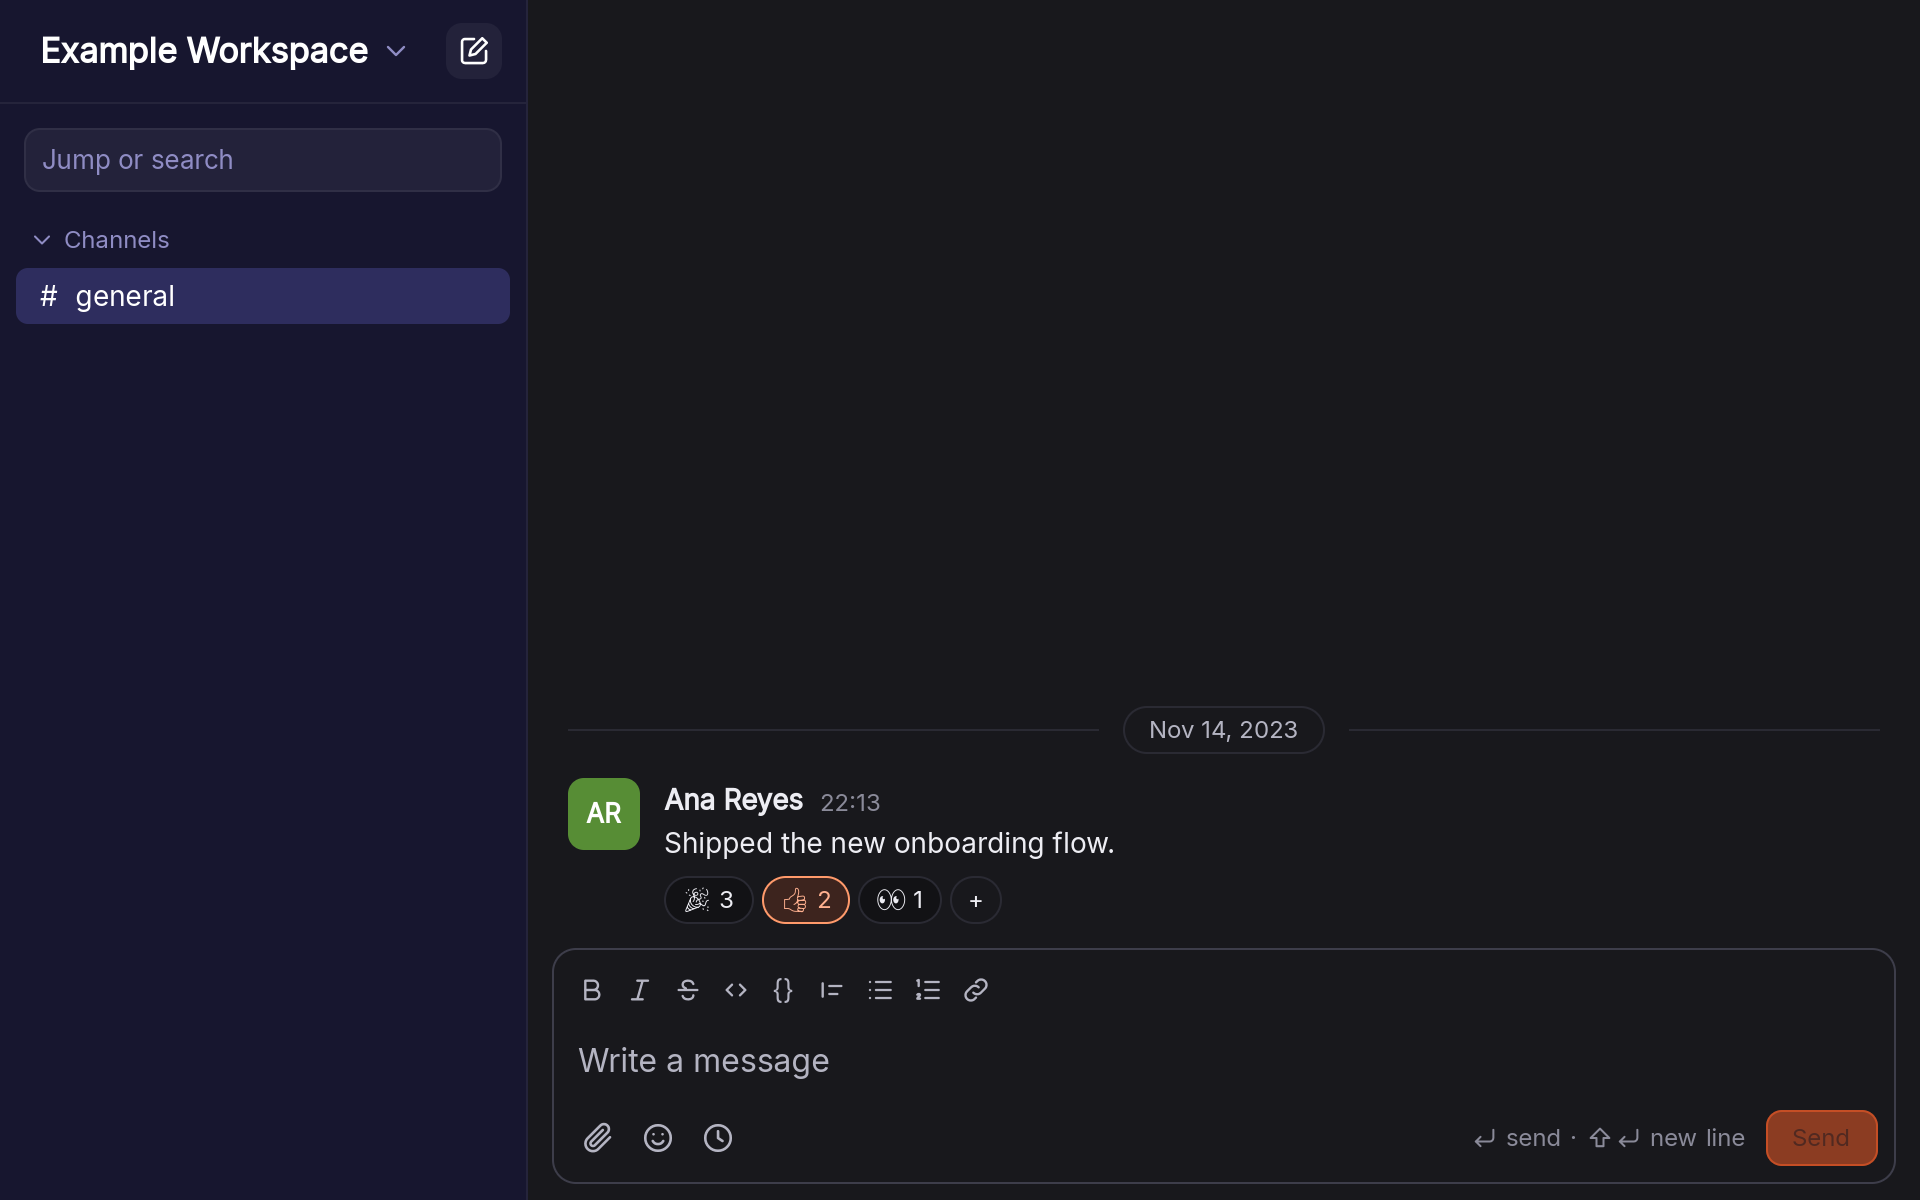 Example Workspace
Jump or search
Channels
# general
Nov 14, 2023
AR
Ana Reyes 22:13
Shipped the new onboarding flow.
🎉 3 👍 2 👀 1 +
Write a message
send · new line
Send